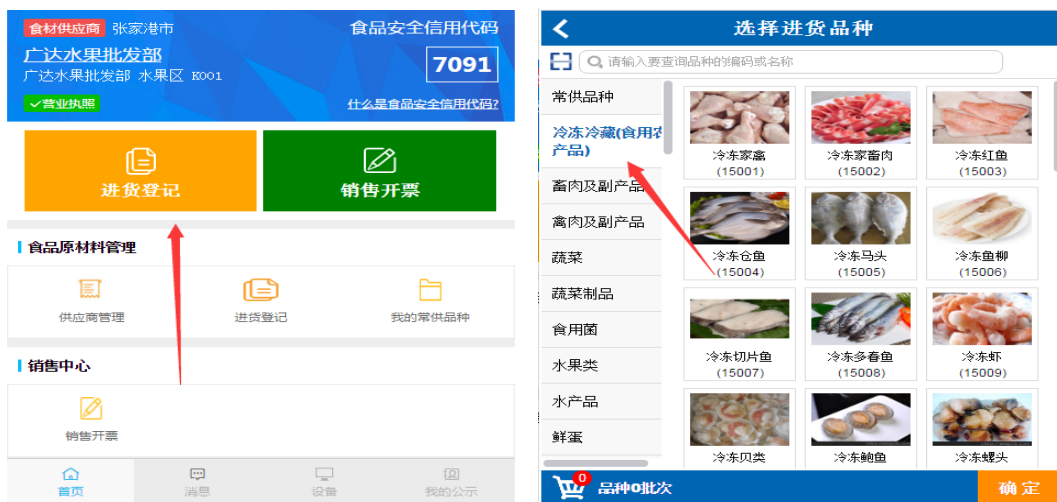 食材供应商 张家港市
食品安全信用代码
广达水果批发部
广达水果批发部 水果区 K001
7091
营业执照
什么是食品安全信用代码?
进货登记
销售开票
食品原材料管理
供应商管理
进货登记
我的常供品种
销售中心
销售开票
首页
消息
设备
我的公示
选择进货品种
请输入要查询品种的编码或名称
常供品种
冷冻冷藏(食用农
产品)
畜肉及副产品
禽肉及副产品
蔬菜
蔬菜制品
食用菌
水果类
水产品
鲜蛋
冷冻家禽
(15001)
冷冻家畜肉
(15002)
冷冻红鱼
(15003)
冷冻仓鱼
(15004)
冷冻马头
(15005)
冷冻鱼柳
(15006)
冷冻切片鱼
(15007)
冷冻多春鱼
(15008)
冷冻虾
(15009)
冷冻贝类
冷冻鲍鱼
冷冻螺头
0
品种0批次
确定